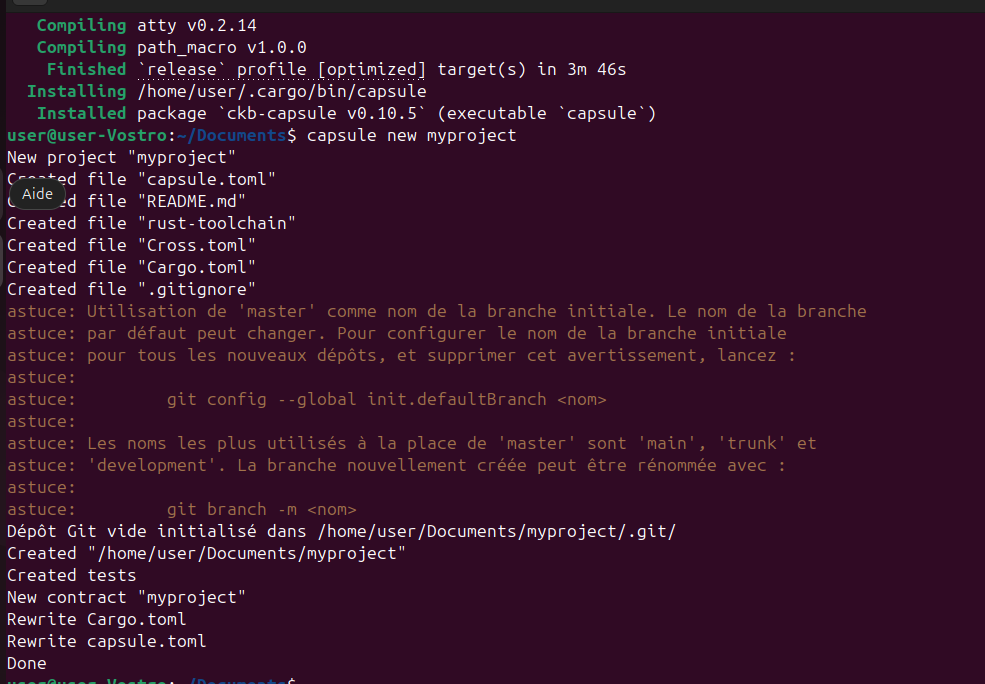 Compiling atty v0.2.14
Compiling path_macro v1.0.0
Finished `release` profile [optimized] target(s) in 3m 46s
Installing /home/user/.cargo/bin/capsule
Installed package `ckb-capsule v0.10.5` (executable `capsule`)
user@user-Vostro:~/Documents$ capsule new myproject
New project "myproject"
Created file "capsule.toml"
Aide
file "README.md"
Created file "rust-toolchain"
Created file "Cross.toml"
Created file "Cargo.toml"
Created file ".gitignore"
astuce: Utilisation de 'master' comme nom de la branche initiale. Le nom de la branche
astuce: par défaut peut changer. Pour configurer le nom de la branche initiale
astuce: pour tous les nouveaux dépôts, et supprimer cet avertissement, lancez :
astuce:
astuce: git config --global init.defaultBranch <nom>
astuce:
astuce: Les noms les plus utilisés à la place de 'master' sont 'main', 'trunk' et
astuce: 'development'. La branche nouvellement créée peut être rénommée avec :
astuce:
astuce: git branch -m <nom>
Dépôt Git vide initialisé dans /home/user/Documents/myproject/.git/
Created "/home/user/Documents/myproject"
Created tests
New contract "myproject"
Rewrite Cargo.toml
Rewrite capsule.toml
Done
user@user-Vostro:~/Documents$